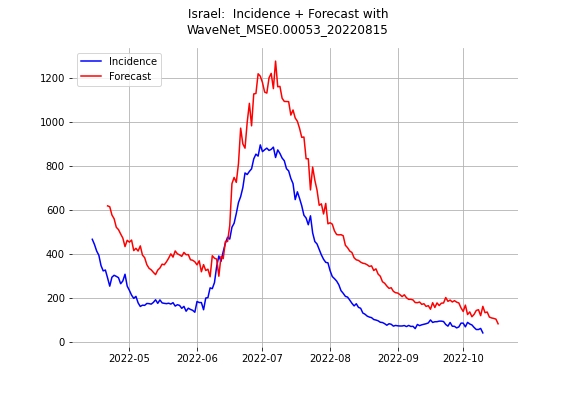 Israel:  Incidence + Forecast with
WaveNet_MSE0.00053_20220815
Incidence
Forecast
1200
1000
800
600
400
200
0
2022-05 2022-06 2022-07 2022-08 2022-09 2022-10